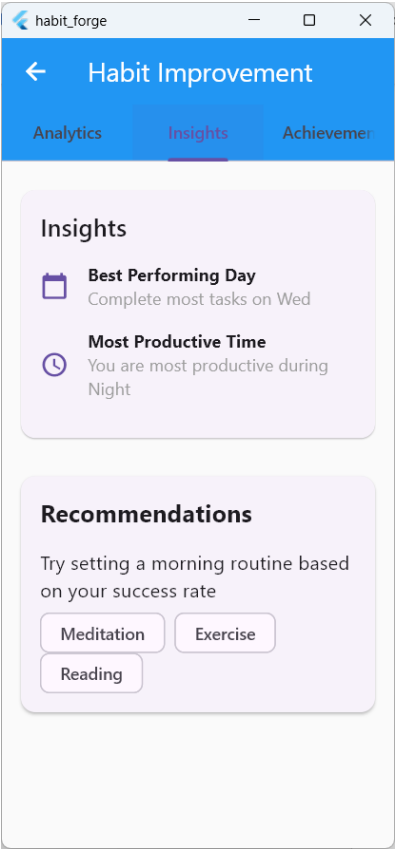 habit_forge
Habit Improvement
Analytics Insights Achievemen
Insights
Best Performing Day
Complete most tasks on Wed
Most Productive Time
You are most productive during
Night
Recommendations
Try setting a morning routine based
on your success rate
Meditation Exercise
Reading